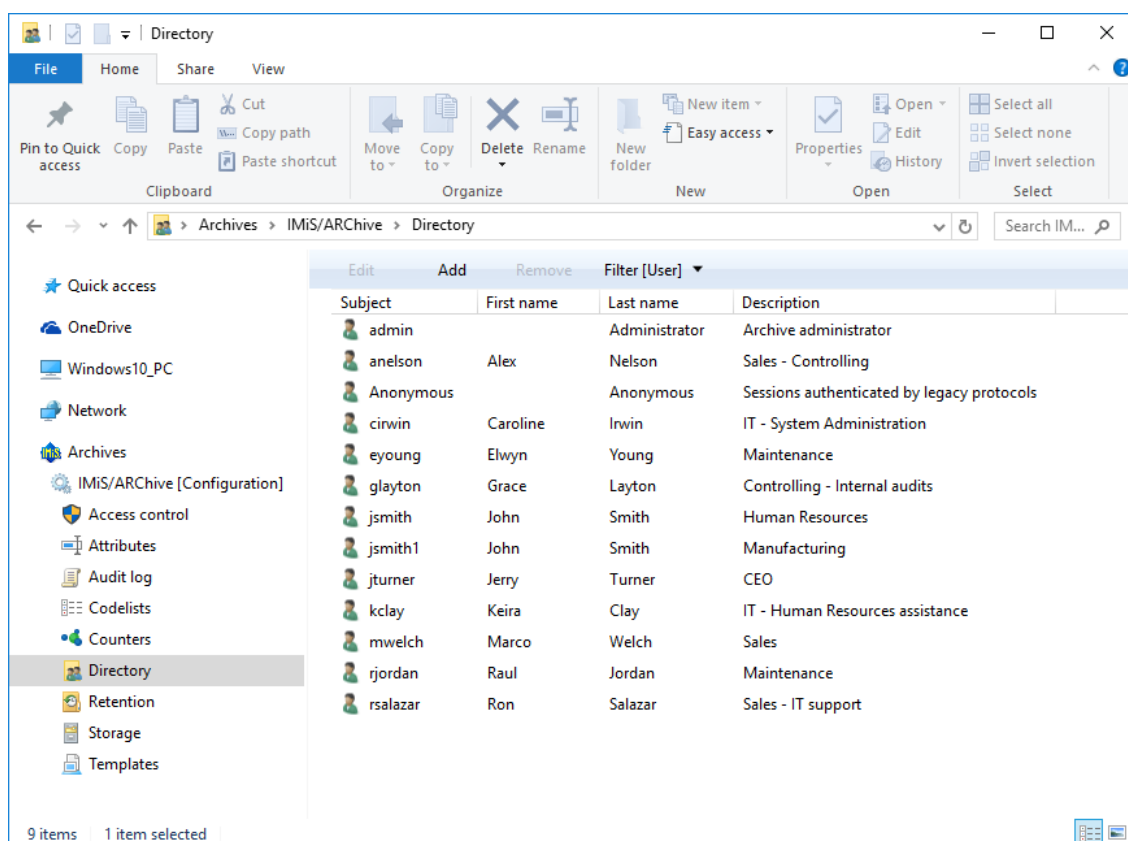 Directory
File Home Share View
Pin to Quick access Copy Paste Cut Copy path Paste shortcut
Move to Copy to Delete Rename
New folder New item Easy access
Properties Open Edit History
Select all Select none Invert selection
Clipboard Organize New Open Select
Archives > IMiS/ARChive > Directory Search IM...
Quick access
OneDrive
Windows10_PC
Network
Archives
IMiS/ARChive [Configuration]
Access control
Attributes
Audit log
Codelists
Counters
Directory
Retention
Storage
Templates
Edit Add Remove Filter [User]
Subject First name Last name Description
admin Administrator Archive administrator
anelson Alex Nelson Sales - Controlling
Anonymous Anonymous Sessions authenticated by legacy protocols
cirwin Caroline Irwin IT - System Administration
eyoung Elwyn Young Maintenance
glayton Grace Layton Controlling - Internal audits
jsmith John Smith Human Resources
jsmith1 John Smith Manufacturing
jturner Jerry Turner CEO
kclay Keira Clay IT - Human Resources assistance
mwelch Marco Welch Sales
rjordan Raul Jordan Maintenance
rsalazar Ron Salazar Sales - IT support
9 items 1 item selected